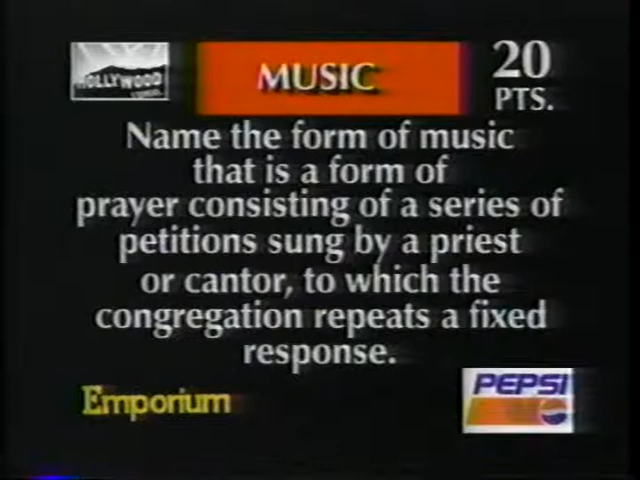 HOLLYWOOD
MUSIC
20
PTS.
Name the form of music
that is a form of
prayer consisting of a series of
petitions sung by a priest
or cantor, to which the
congregation repeats a fixed
response.
Emporium
PEPSI